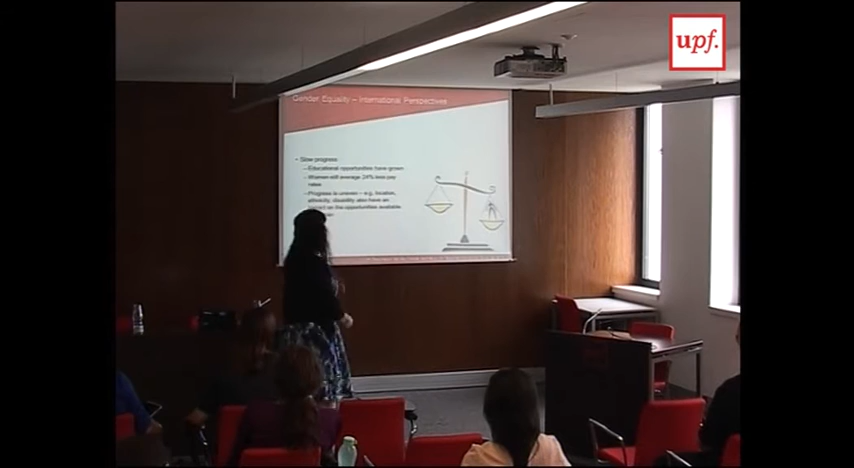 upf.
Gender Equality – International Perspectives
• Slow progress
– Educational opportunities have grown
– Women still average 24% less pay
rates
– Progress is uneven – e.g. location,
ethnicity, disability also have an
impact on the opportunities available